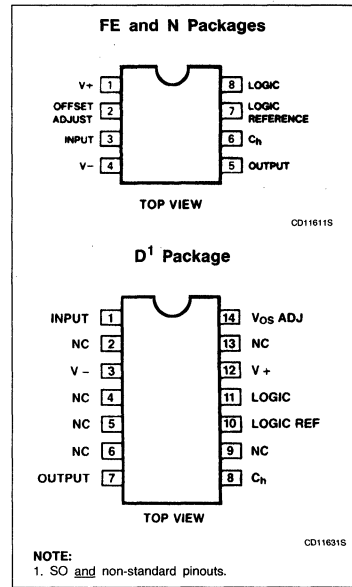 FE and N Packages
V+ 1 8 LOGIC
OFFSET ADJUST 2 7 LOGIC REFERENCE
INPUT 3 6 Ch
V- 4 5 OUTPUT
TOP VIEW
CD11611S
D1 Package
INPUT 1 14 VOS ADJ
NC 2 13 NC
V - 3 12 V +
NC 4 11 LOGIC
NC 5 10 LOGIC REF
NC 6 9 NC
OUTPUT 7 8 Ch
TOP VIEW
CD11631S
NOTE:
1. SO and non-standard pinouts.